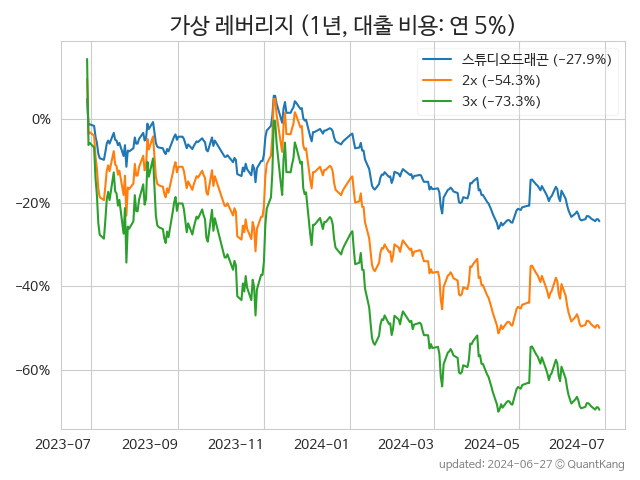 가상 레버리지 (1년, 대출 비용: 연 5%)
스튜디오드래곤 (−27.9%)
2x (−54.3%)
3x (−73.3%)
0%
−20%
−40%
−60%
2023-07 2023-09 2023-11 2024-01 2024-03 2024-05 2024-07
updated: 2024-06-27 ⓒ QuantKang